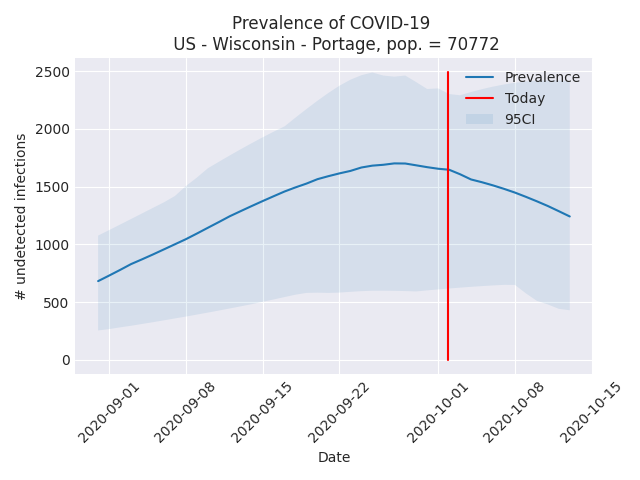 Prevalence of COVID-19
US - Wisconsin - Portage, pop. = 70772
# undetected infections
2500
2000
1500
1000
500
0
Prevalence
Today
95CI
2020-09-01
2020-09-08
2020-09-15
2020-09-22
2020-10-01
2020-10-08
2020-10-15
Date